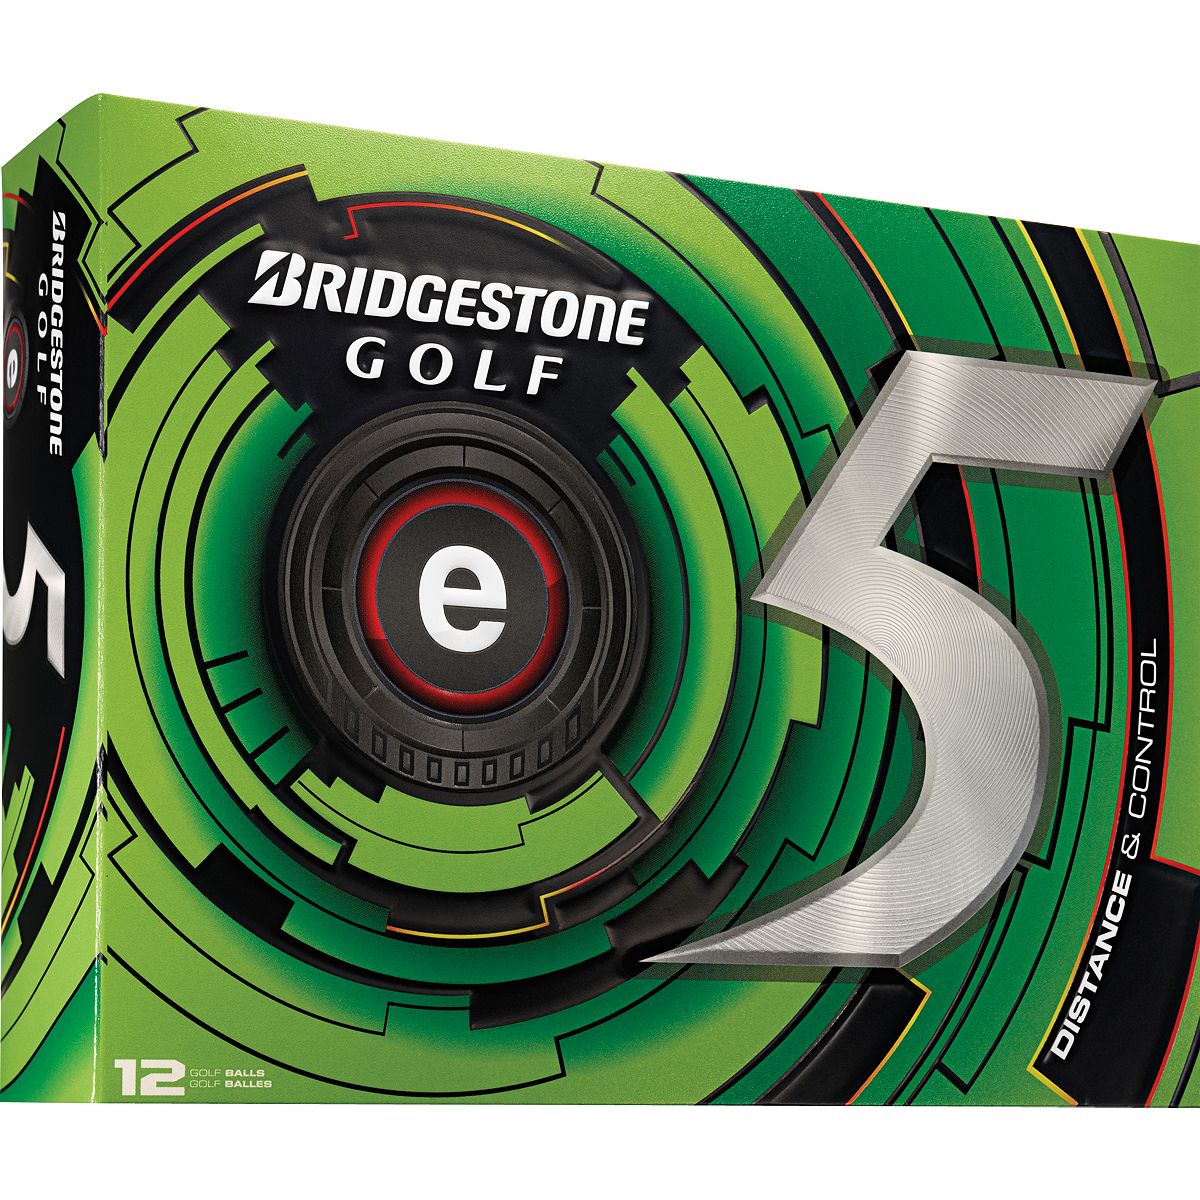 BRIDGESTONE
GOLF
e
5
BRIDGESTONE
GOLF
e
5
DISTANCE & CONTROL
12
GOLF BALLS
GOLF BALLES